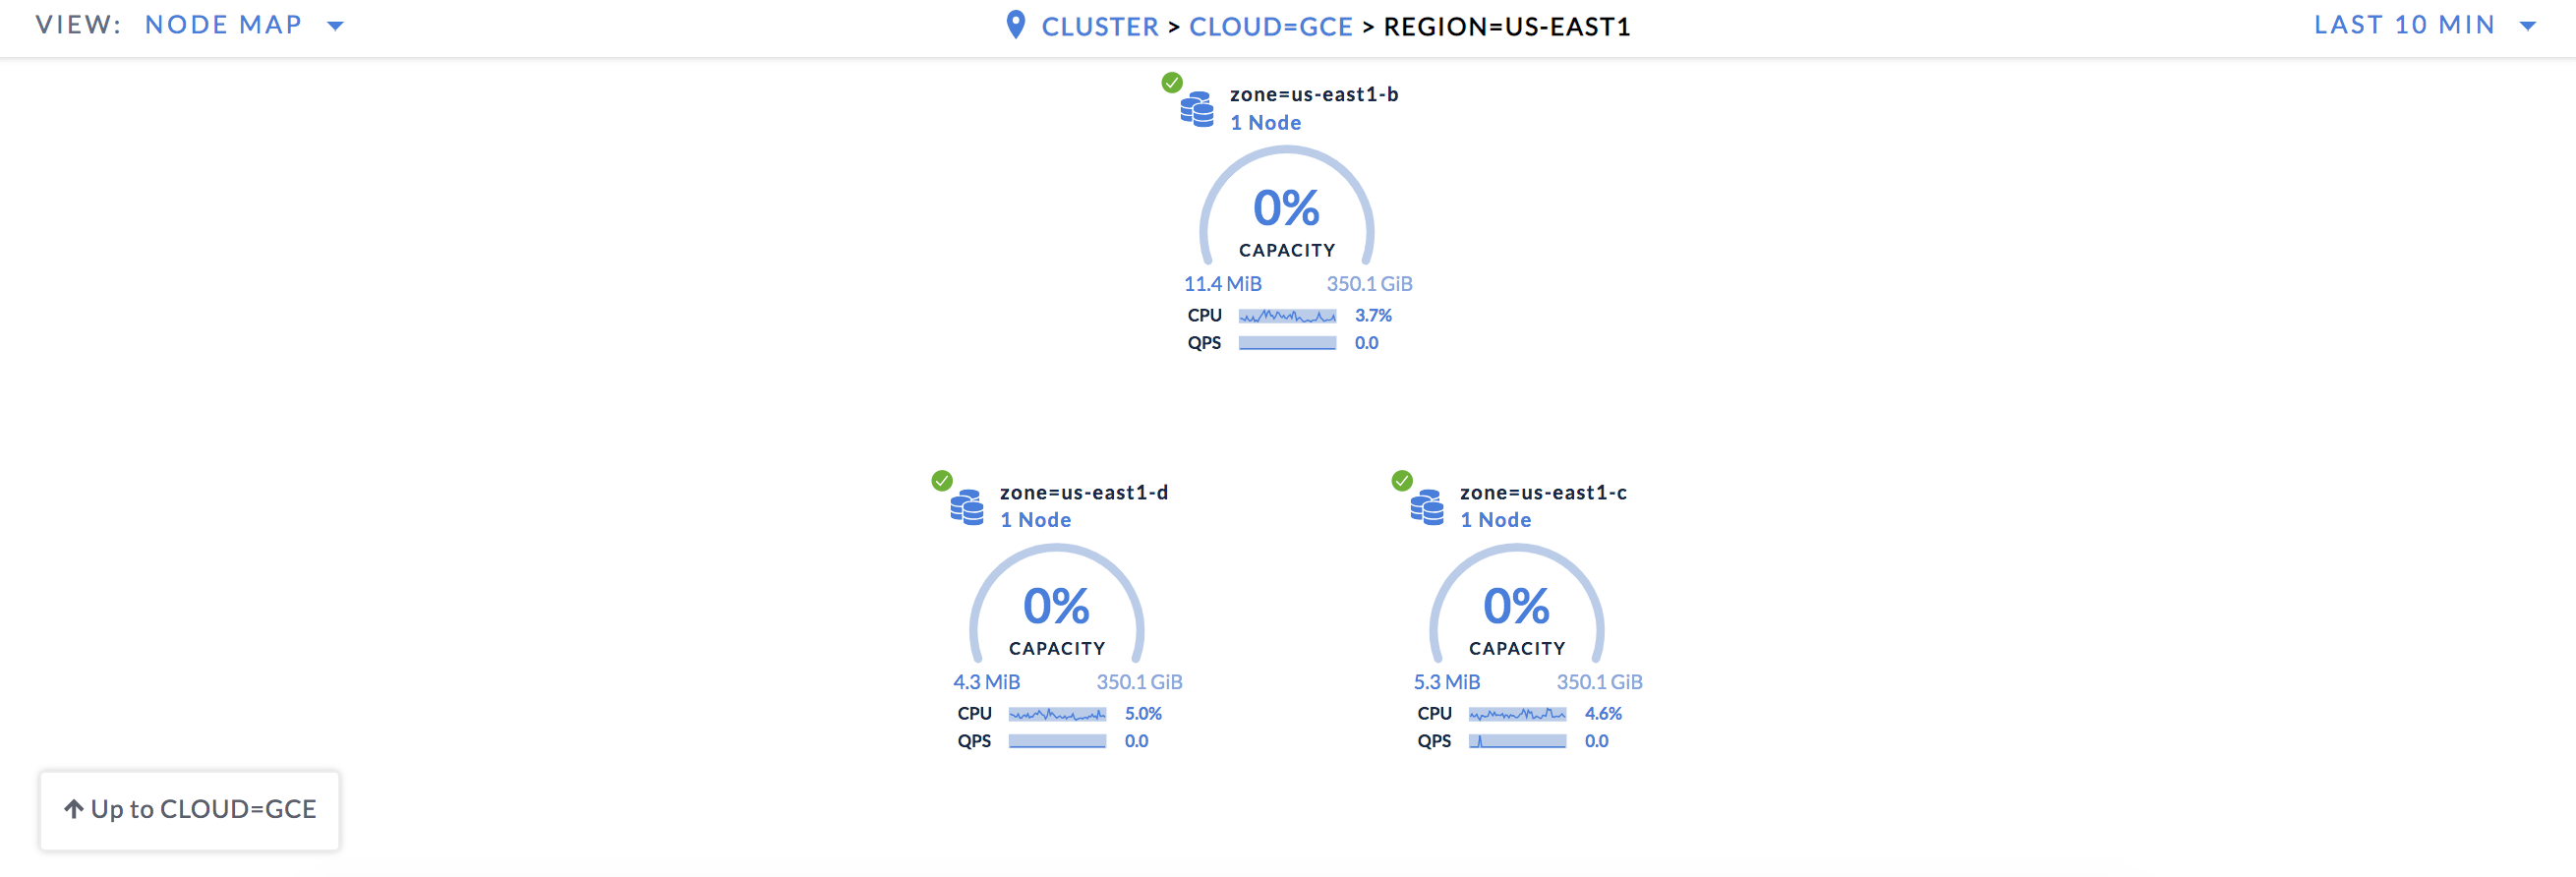 VIEW: NODE MAP
CLUSTER > CLOUD=GCE > REGION=US-EAST1
LAST 10 MIN
zone=us-east1-b
1 Node
0%
CAPACITY
11.4 MiB 350.1 GiB
CPU 3.7%
QPS 0.0
zone=us-east1-d
1 Node
0%
CAPACITY
4.3 MiB 350.1 GiB
CPU 5.0%
QPS 0.0
zone=us-east1-c
1 Node
0%
CAPACITY
5.3 MiB 350.1 GiB
CPU 4.6%
QPS 0.0
Up to CLOUD=GCE